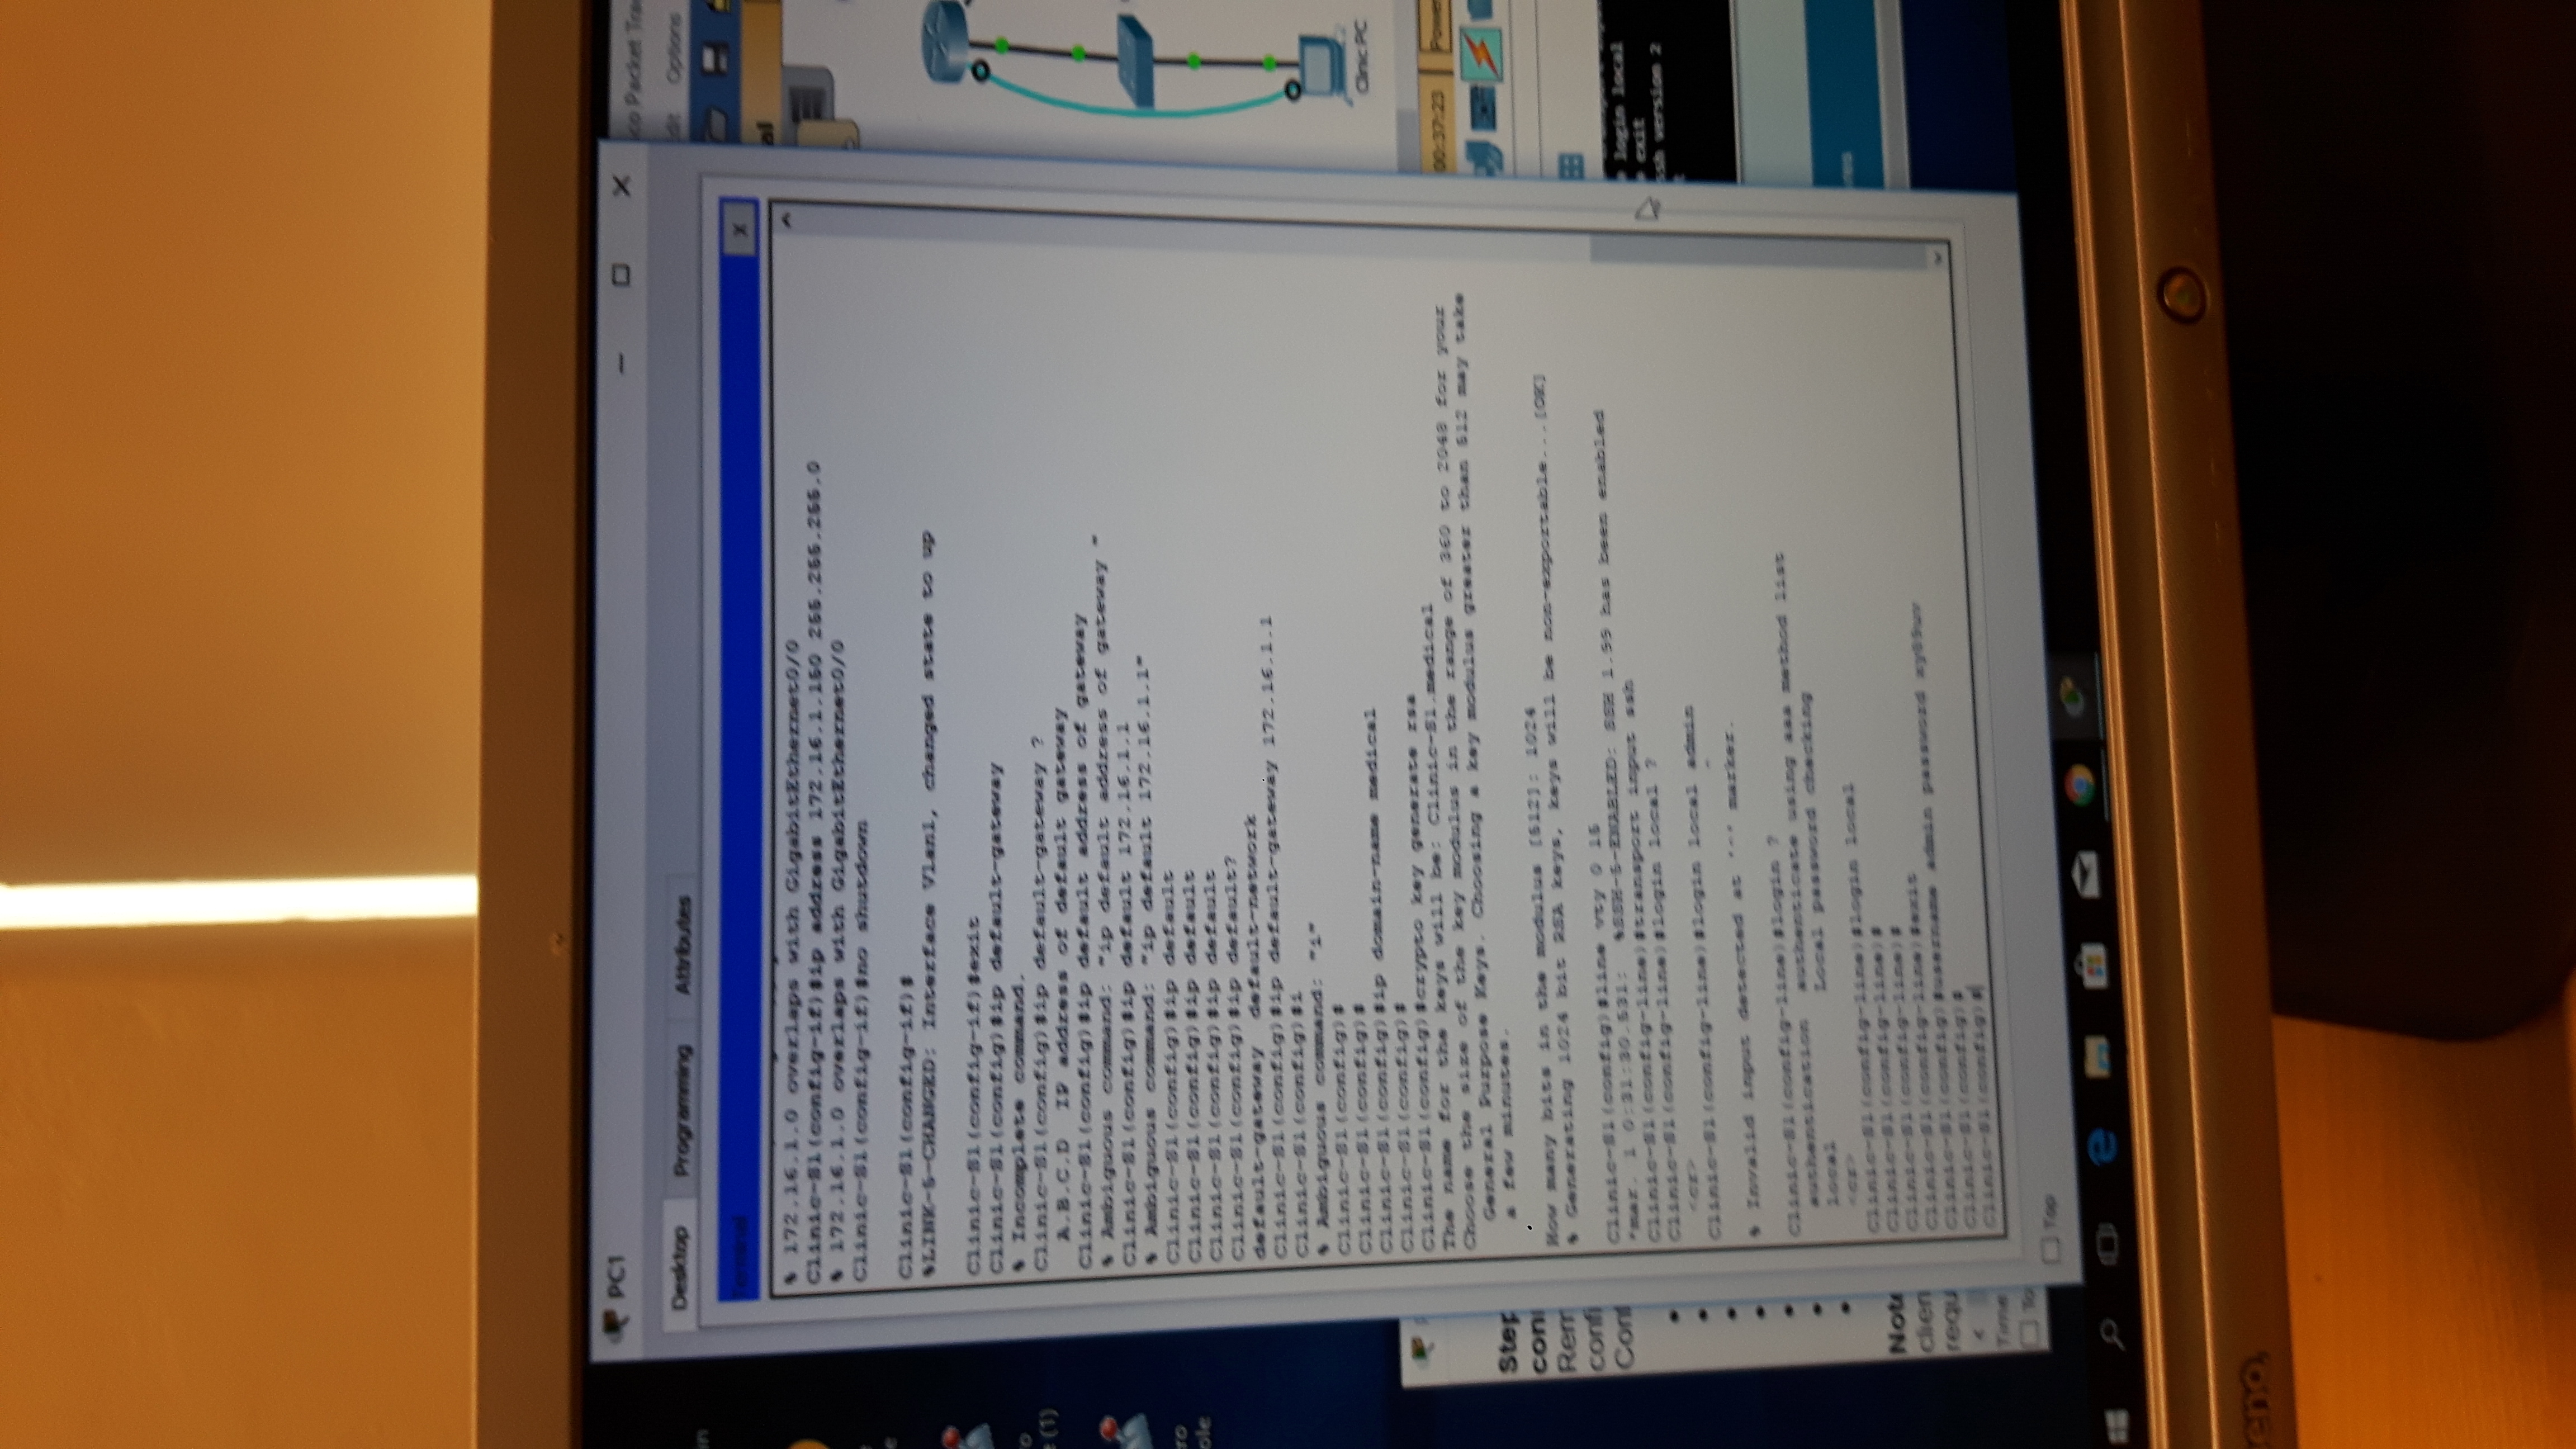 PC1
co Packet Tra
Desktop
Programming
Attributes
Options
Terminal
% 172.16.1.0 overlaps with GigabitEthernet0/0
Clinic-S1(config-if)#ip address 172.16.1.150 255.255.255.0
% 172.16.1.0 overlaps with GigabitEthernet0/0
Clinic-S1(config-if)#no shutdown
Clinic-S1(config-if)#
%LINK-5-CHANGED: Interface Vlan1, changed state to up
Clinic-S1(config-if)#exit
Clinic-S1(config)#ip default-gateway
% Incomplete command.
Clinic-S1(config)#ip default-gateway ?
A.B.C.D IP address of default gateway
Clinic-S1(config)#ip default address of gateway
% Ambiguous command: "ip default address of gateway "
Clinic-S1(config)#ip default 172.16.1.1
% Ambiguous command: "ip default 172.16.1.1"
Clinic-S1(config)#ip default
Clinic-S1(config)#ip default
Clinic-S1(config)#ip default
Clinic-S1(config)#ip default?
default-gateway default-network
Clinic-S1(config)#ip default-gateway 172.16.1.1
Clinic-S1(config)#i
% Ambiguous command: "i"
Clinic-S1(config)#
Clinic-S1(config)#
Clinic-S1(config)#ip domain-name medical
Clinic-S1(config)#
Clinic-S1(config)#crypto key generate rsa
The name for the keys will be: Clinic-S1.medical
Choose the size of the key modulus in the range of 360 to 2048 for your
General Purpose Keys. Choosing a key modulus greater than 512 may take
a few minutes.
How many bits in the modulus [512]: 1024
% Generating 1024 bit RSA keys, keys will be non-exportable...[OK]
Clinic-S1(config)#line vty 0 15
*mar. 1 0:31:30.531: %SSH-5-ENABLED: SSH 1.99 has been enabled
Clinic-S1(config-line)#transport input ssh
Clinic-S1(config-line)#login local ?
<cr>
Clinic-S1(config-line)#login local admin
^
% Invalid input detected at '^' marker.
Clinic-S1(config-line)#login ?
authentication authenticate using aaa method list
local Local password checking
<cr>
Clinic-S1(config-line)#login local
Clinic-S1(config-line)#
Clinic-S1(config-line)#
Clinic-S1(config-line)#exit
Clinic-S1(config)#username admin password
Clinic-S1(config)#
Clinic-S1(config)#
Top
Clinic PC
00:37:23
Power
login local
exit
ssh version 2
Step
Rem
Note
clien
requ
Time